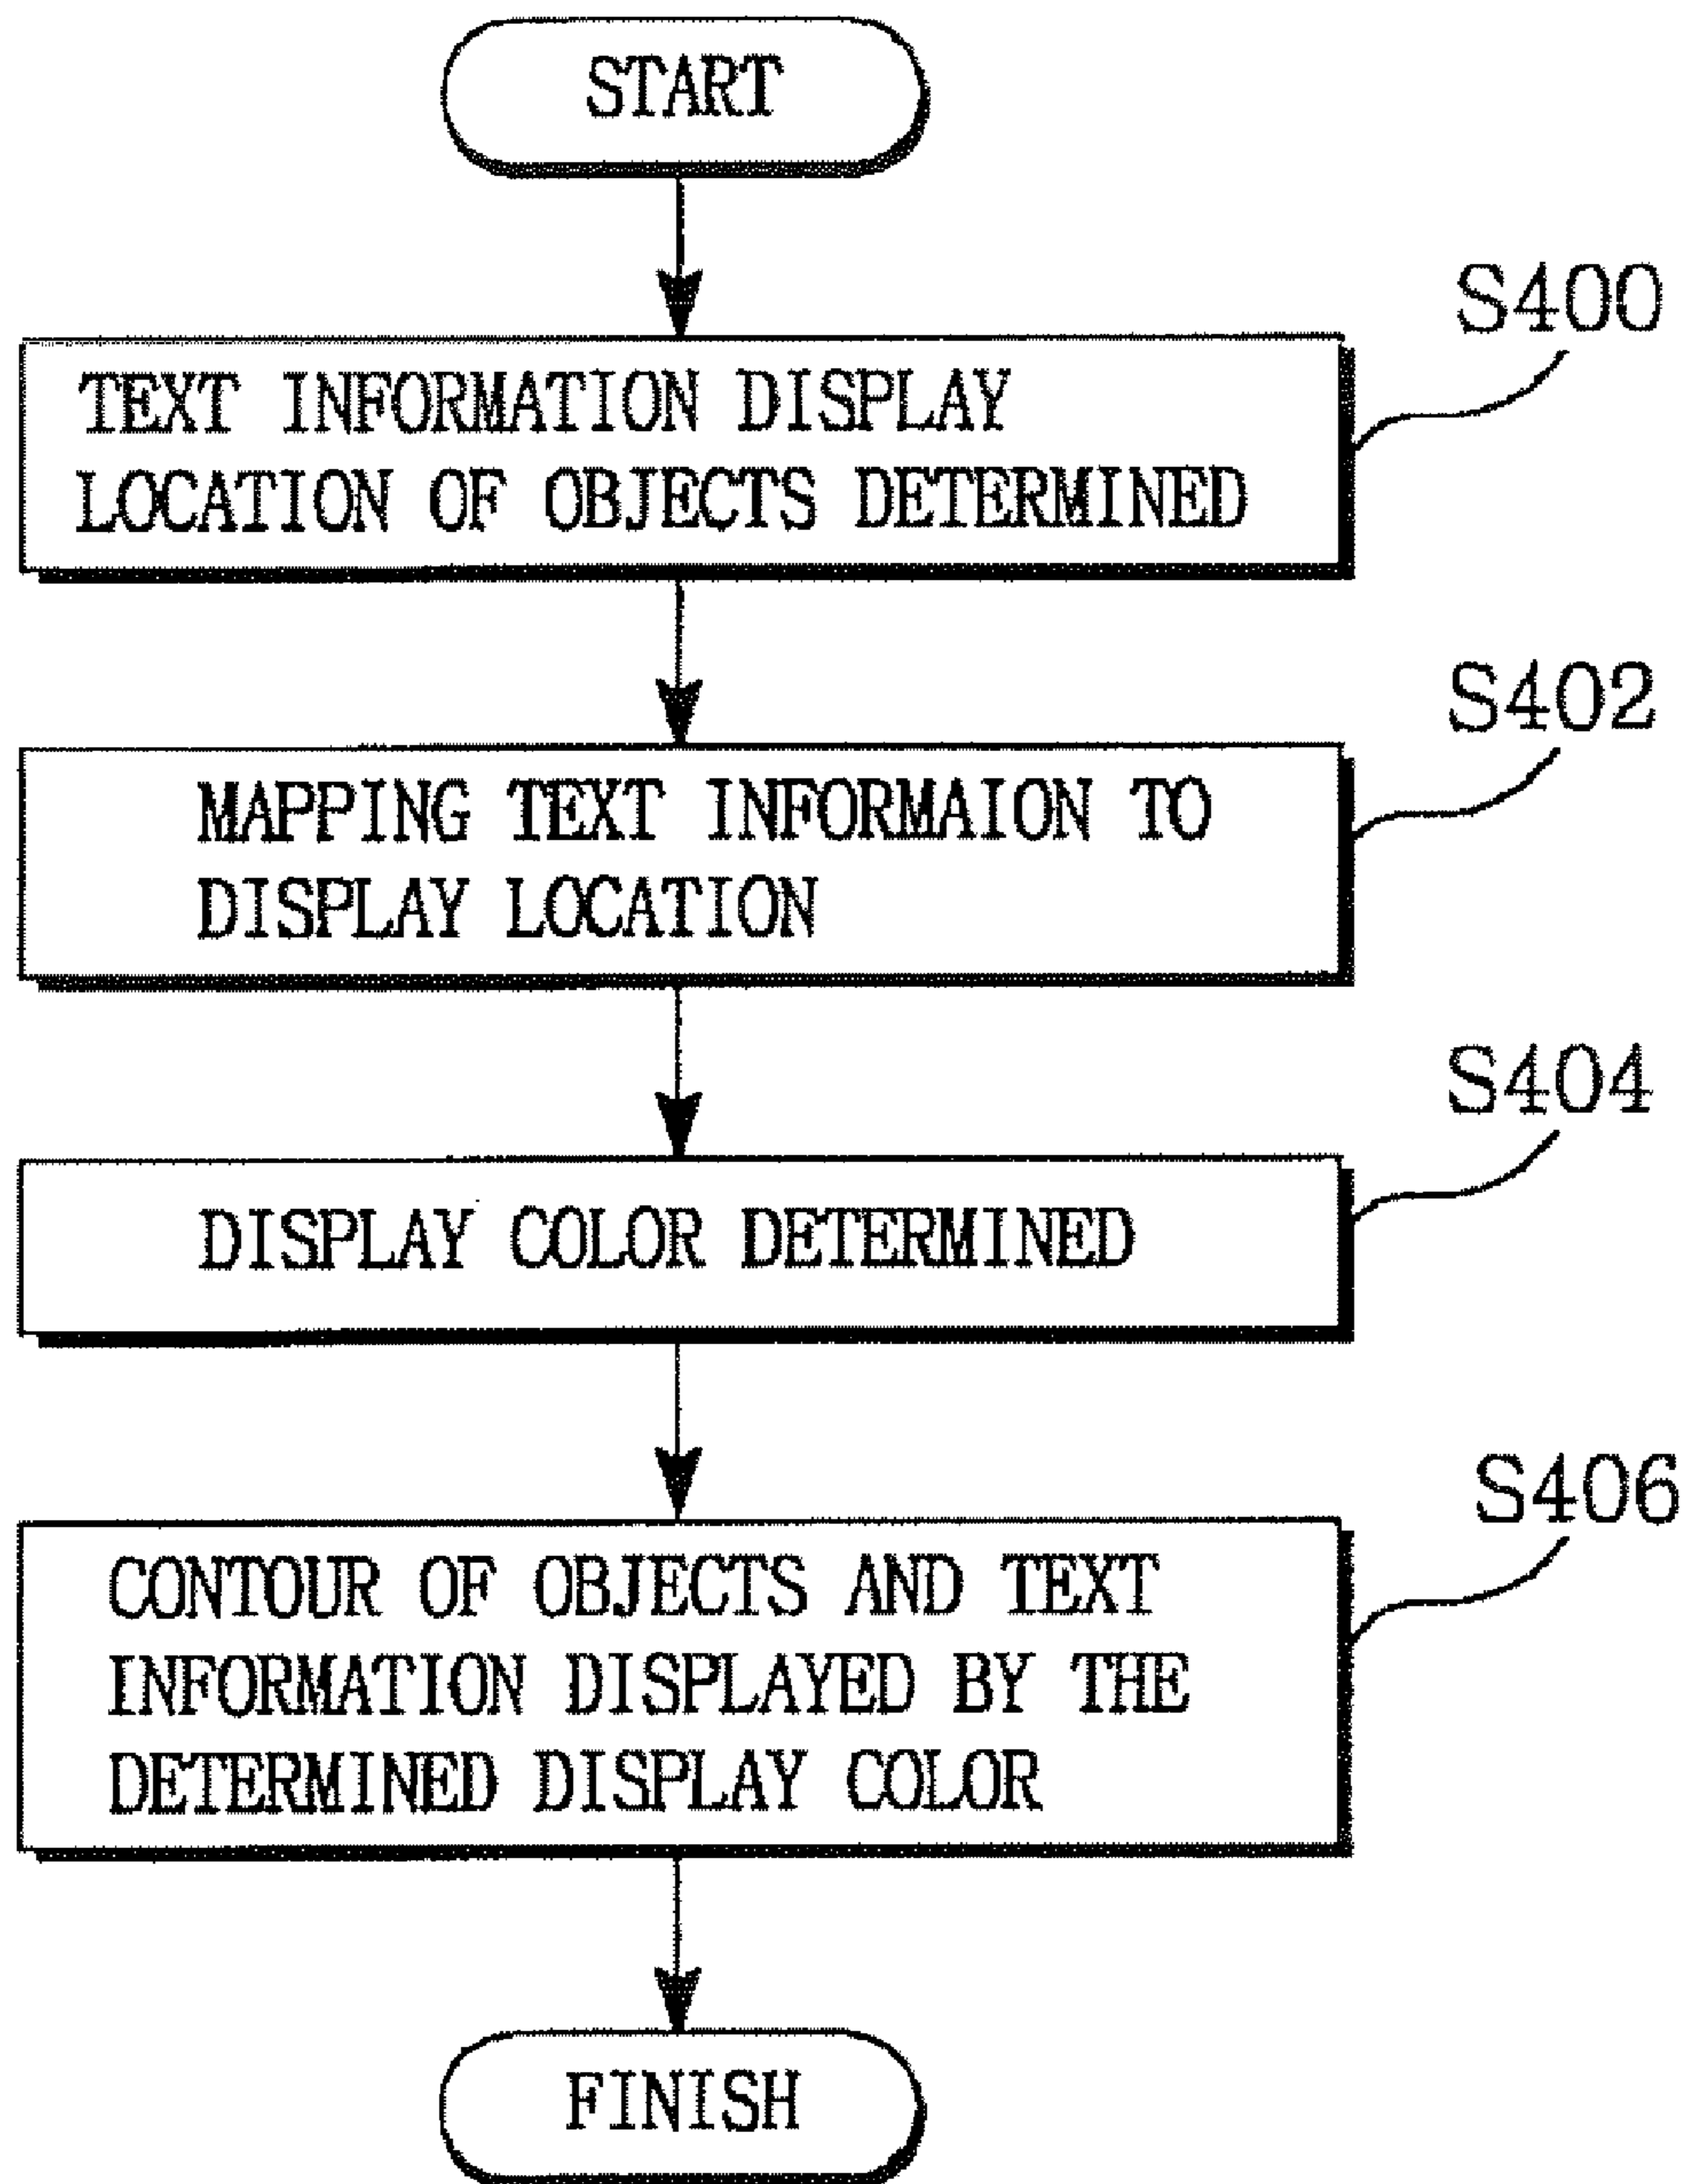 START
S400
TEXT INFORMATION DISPLAY
LOCATION OF OBJECTS DETERMINED
S402
MAPPING TEXT INFORMAION TO
DISPLAY LOCATION
S404
DISPLAY COLOR DETERMINED
S406
CONTOUR OF OBJECTS AND TEXT
INFORMATION DISPLAYED BY THE
DETERMINED DISPLAY COLOR
FINISH